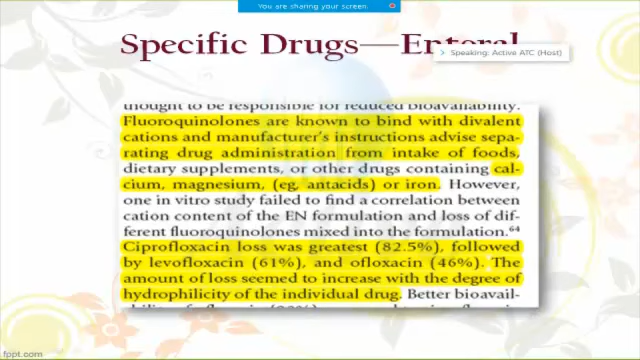 You are sharing your screen.
Specific Drugs—Enteral
Speaking: Active ATC (Host)
thought to be responsible for reduced bioavailability.
Fluoroquinolones are known to bind with divalent
cations and manufacturer's instructions advise sepa-
rating drug administration from intake of foods,
dietary supplements, or other drugs containing cal-
cium, magnesium, (eg, antacids) or iron. However,
one in vitro study failed to find a correlation between
cation content of the EN formulation and loss of dif-
ferent fluoroquinolones mixed into the formulation.64
Ciprofloxacin loss was greatest (82.5%), followed
by levofloxacin (61%), and ofloxacin (46%). The
amount of loss seemed to increase with the degree of
hydrophilicity of the individual drug. Better bioavail-
fppt.com